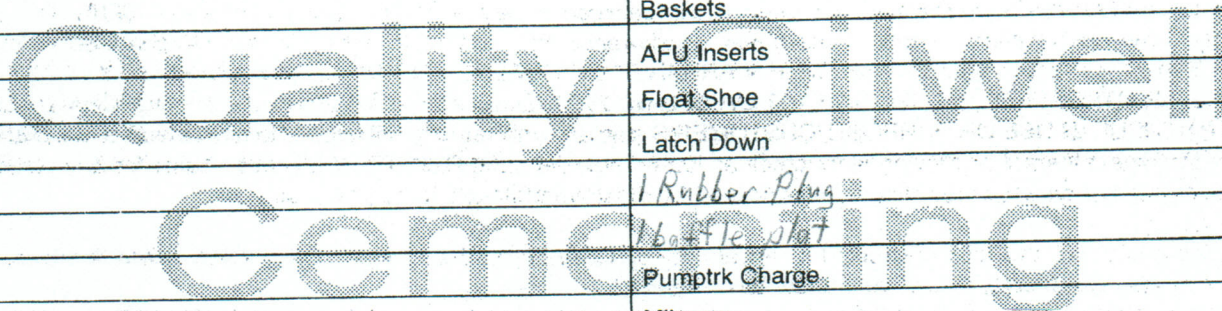 Baskets
Quality Oilwell
AFU Inserts
Float Shoe
Latch Down
1 Rubber Plug
1 baffle plat
Cementing
Pumptrk Charge